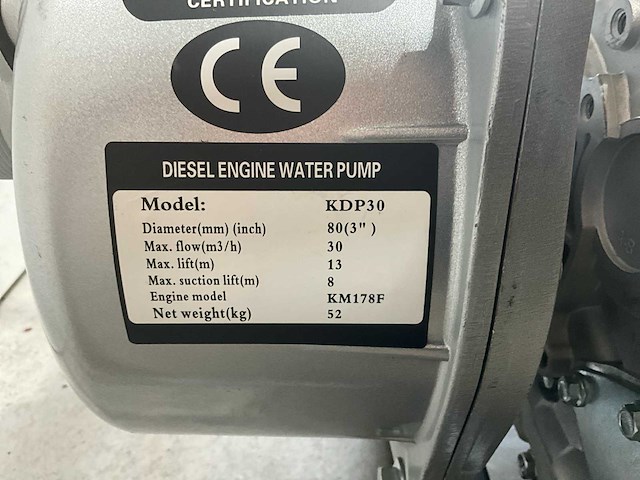 CERTIFICATION
CE
DIESEL ENGINE WATER PUMP
Model: KDP30
Diameter(mm) (inch) 80(3")
Max. flow(m3/h) 30
Max. lift(m) 13
Max. suction lift(m) 8
Engine model KM178F
Net weight(kg) 52